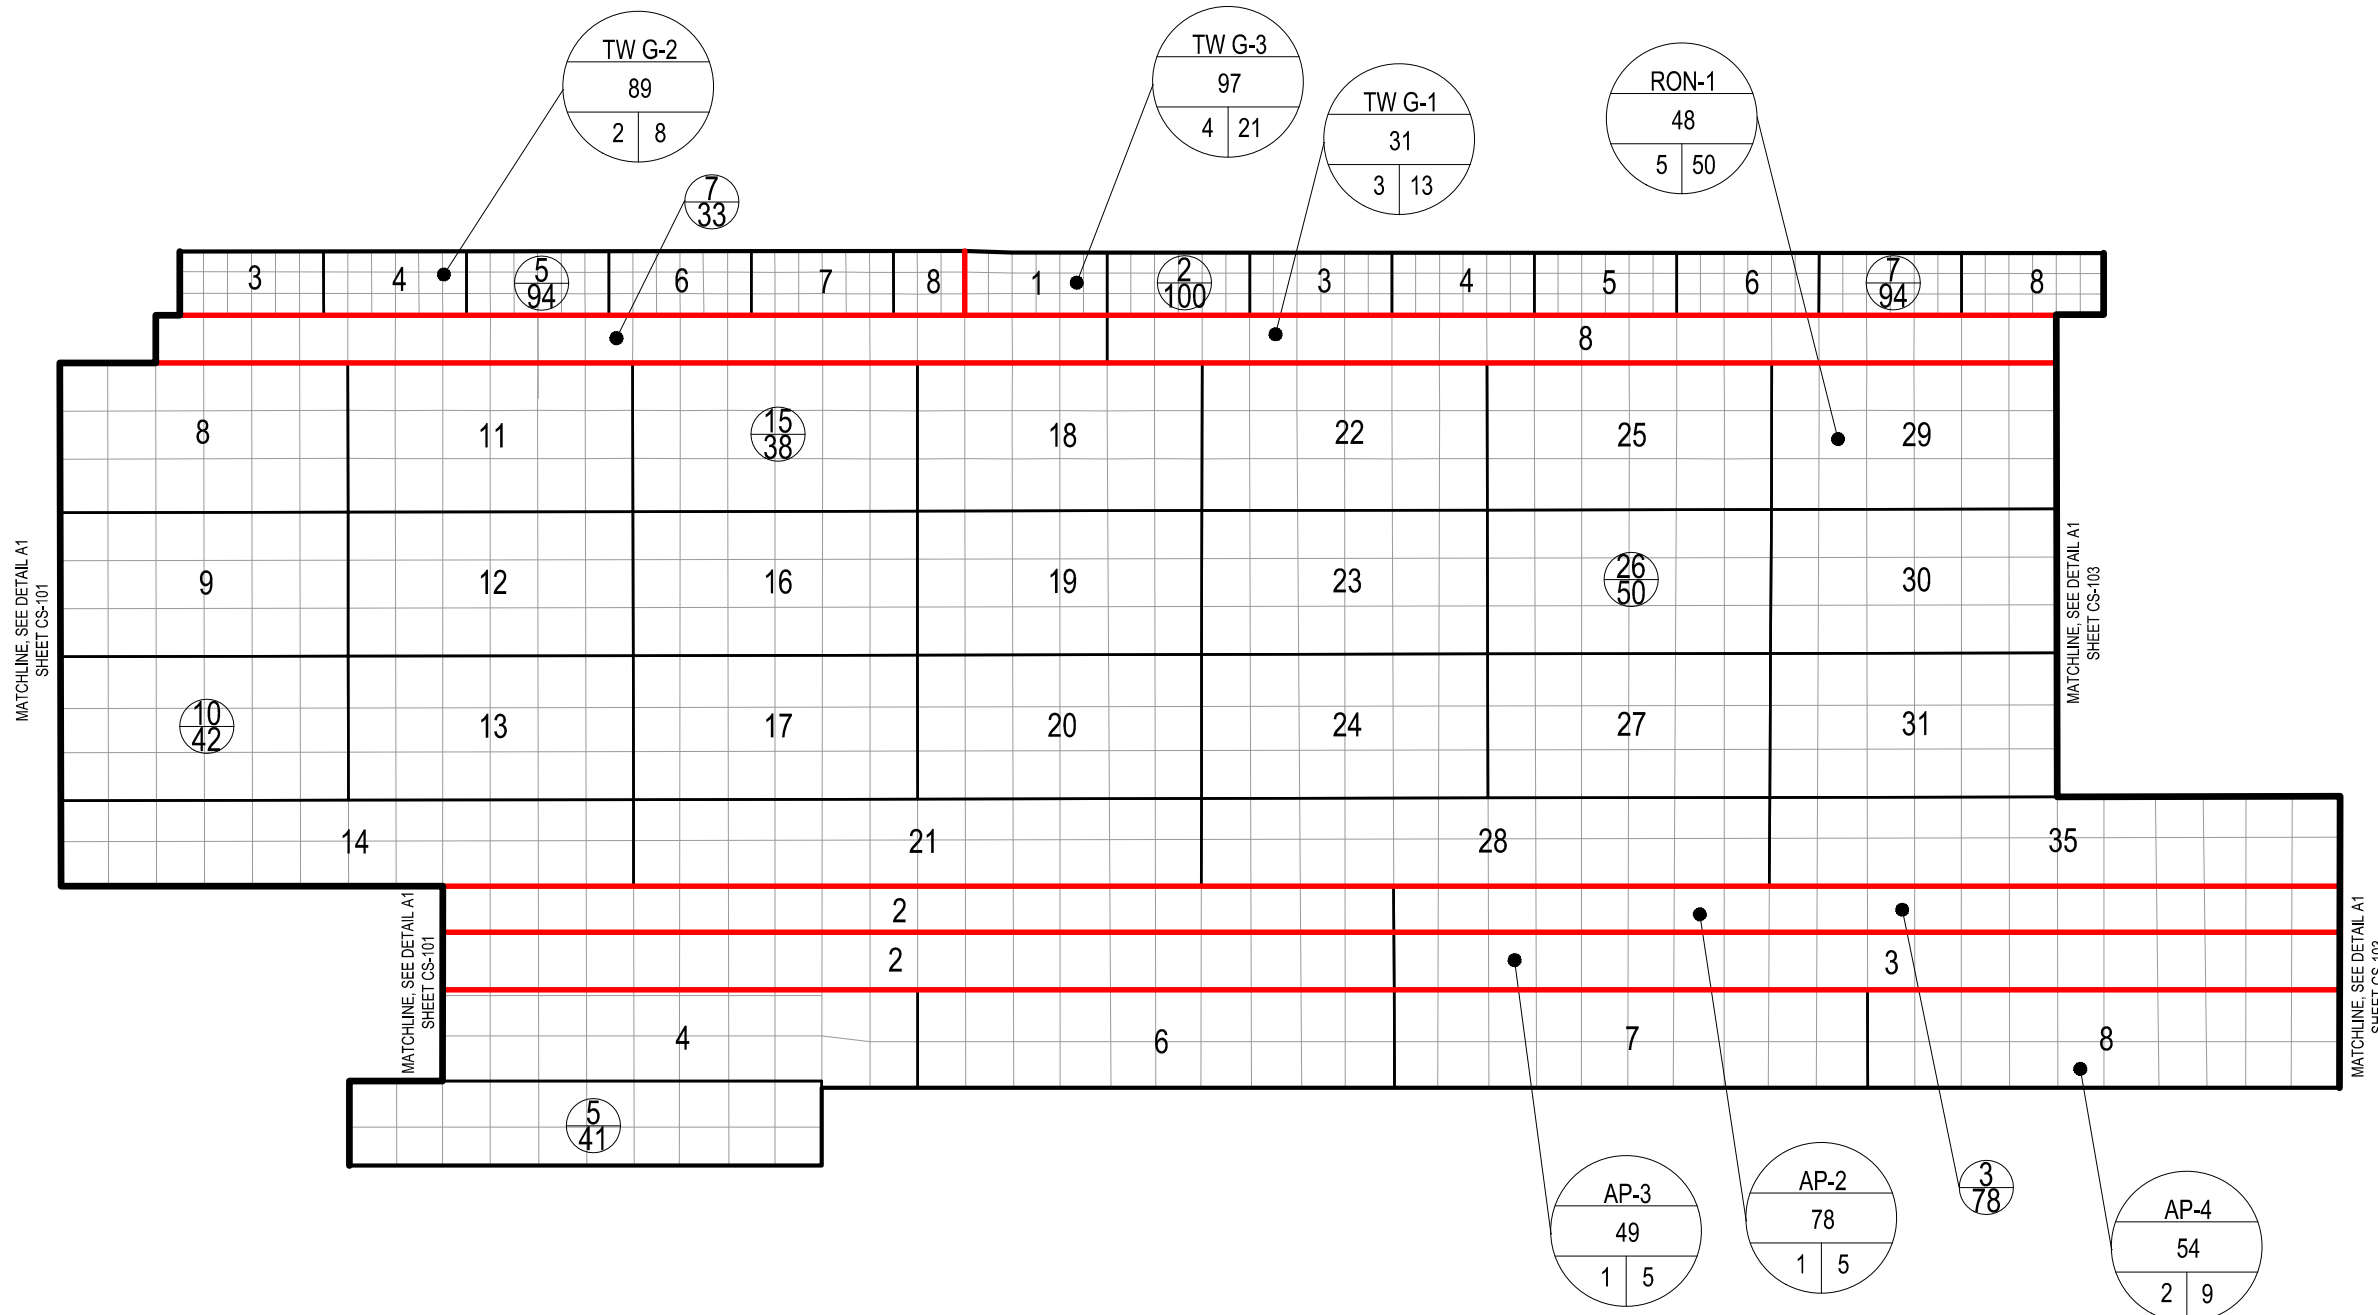 TW G-2
89
2 8
TW G-3
97
4 21
TW G-1
31
3 13
RON-1
48
5 50
7
33
3 4 5 6 7 8 1 2 3 4 5 6 7 8
94 100 94
8
8 11 15 18 22 25 29
38
9 12 16 19 23 26 30
50
10 13 17 20 24 27 31
42
14 21 28 35
2
2 3
4 6 7 8
5
41
MATCHLINE, SEE DETAIL A1
SHEET CS-101
MATCHLINE, SEE DETAIL A1
SHEET CS-103
MATCHLINE, SEE DETAIL A1
SHEET CS-101
MATCHLINE, SEE DETAIL A1
SHEET CS-103
AP-3
49
1 5
AP-2
78
1 5
3
78
AP-4
54
2 9